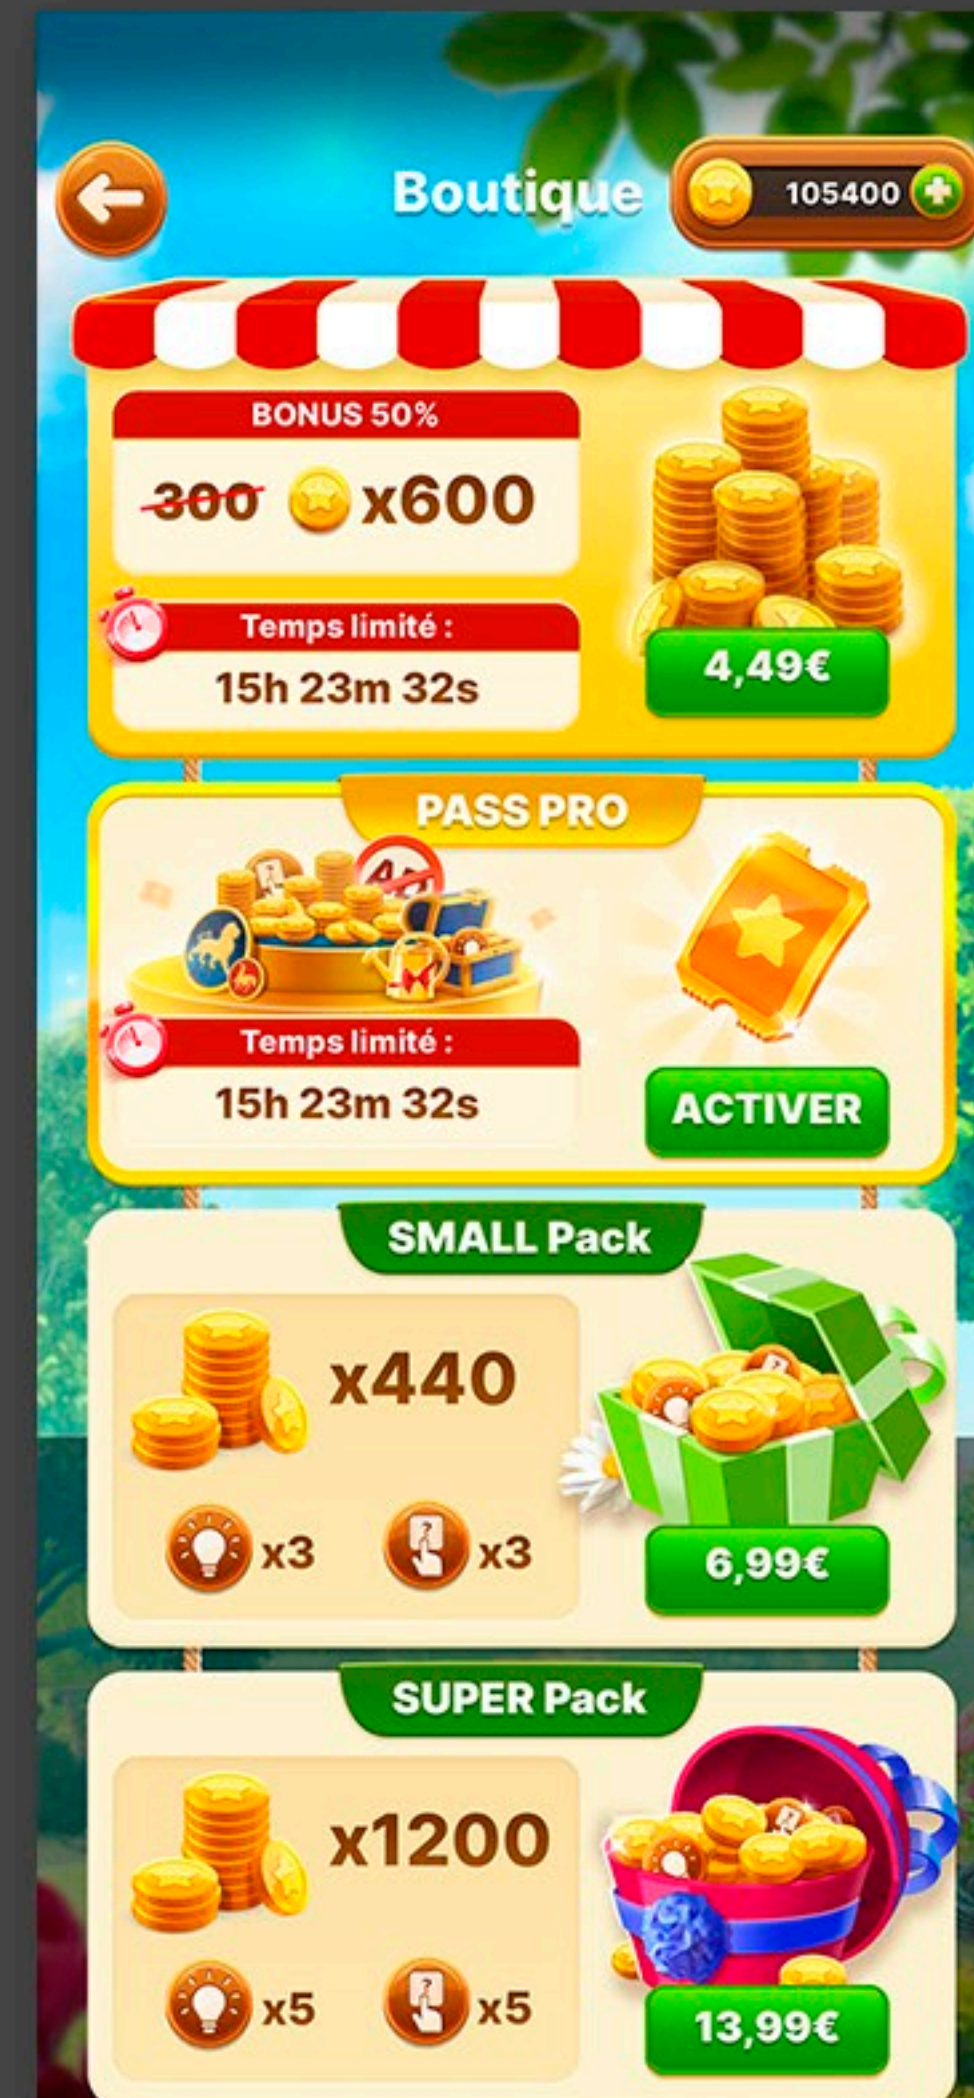 Boutique
105400
BONUS 50%
300 x600
Temps limité :
15h 23m 32s
4,49€
PASS PRO
Temps limité :
15h 23m 32s
ACTIVER
SMALL Pack
x440
x3 ? x3
6,99€
SUPER Pack
x1200
x5 ? x5
13,99€